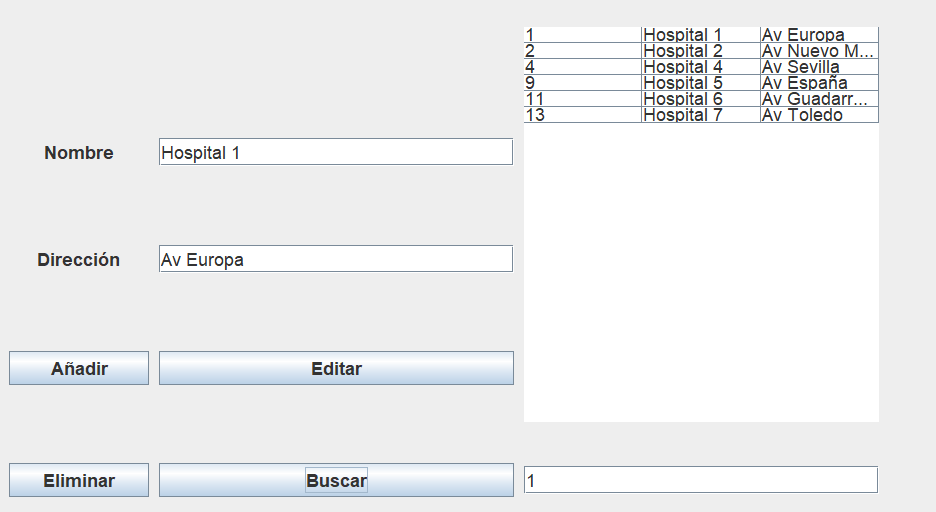 1 Hospital 1 Av Europa
2 Hospital 2 Av Nuevo M...
4 Hospital 4 Av Sevilla
9 Hospital 5 Av España
11 Hospital 6 Av Guadarr...
13 Hospital 7 Av Toledo
Nombre Hospital 1
Dirección Av Europa
Añadir Editar
Eliminar Buscar 1